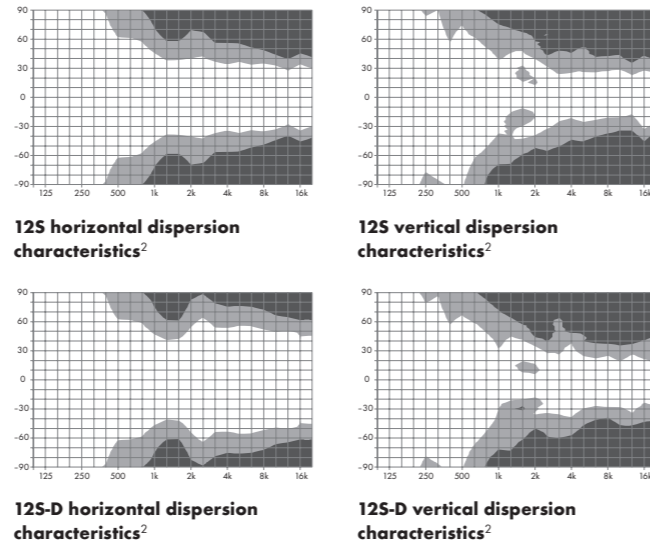 90
60
30
0
-30
-60
-90
125 250 500 1k 2k 4k 8k 16k
12S horizontal dispersion
characteristics²
90
60
30
0
-30
-60
-90
125 250 500 1k 2k 4k 8k 16k
12S vertical dispersion
characteristics²
90
60
30
0
-30
-60
-90
125 250 500 1k 2k 4k 8k 16k
12S-D horizontal dispersion
characteristics²
90
60
30
0
-30
-60
-90
125 250 500 1k 2k 4k 8k 16k
12S-D vertical dispersion
characteristics²